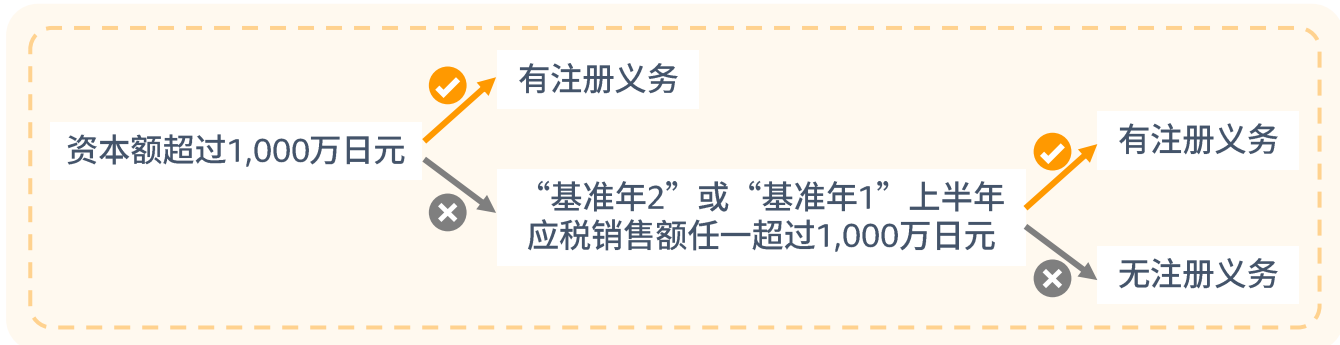 有注册义务
资本额超过1,000万日元
有注册义务
“基准年2”或“基准年1”上半年
应税销售额任一超过1,000万日元
无注册义务